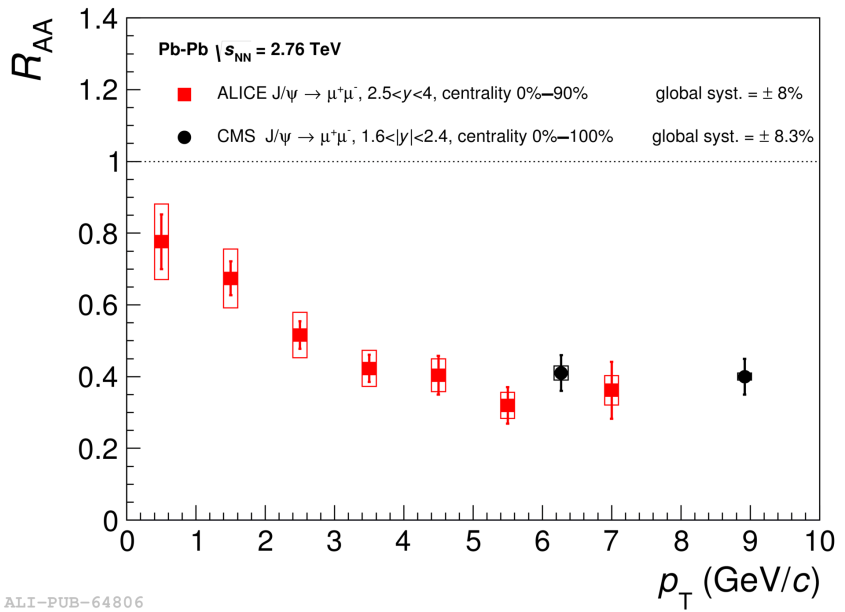 R_AA
1.4
Pb-Pb √s_NN = 2.76 TeV
1.2
ALICE J/ψ → μ⁺μ⁻, 2.5<y<4, centrality 0%–90% global syst. = ± 8%
CMS J/ψ → μ⁺μ⁻, 1.6<|y|<2.4, centrality 0%–100% global syst. = ± 8.3%
1
0.8
0.6
0.4
0.2
0
0 1 2 3 4 5 6 7 8 9 10
p_T (GeV/c)
ALI-PUB-64806